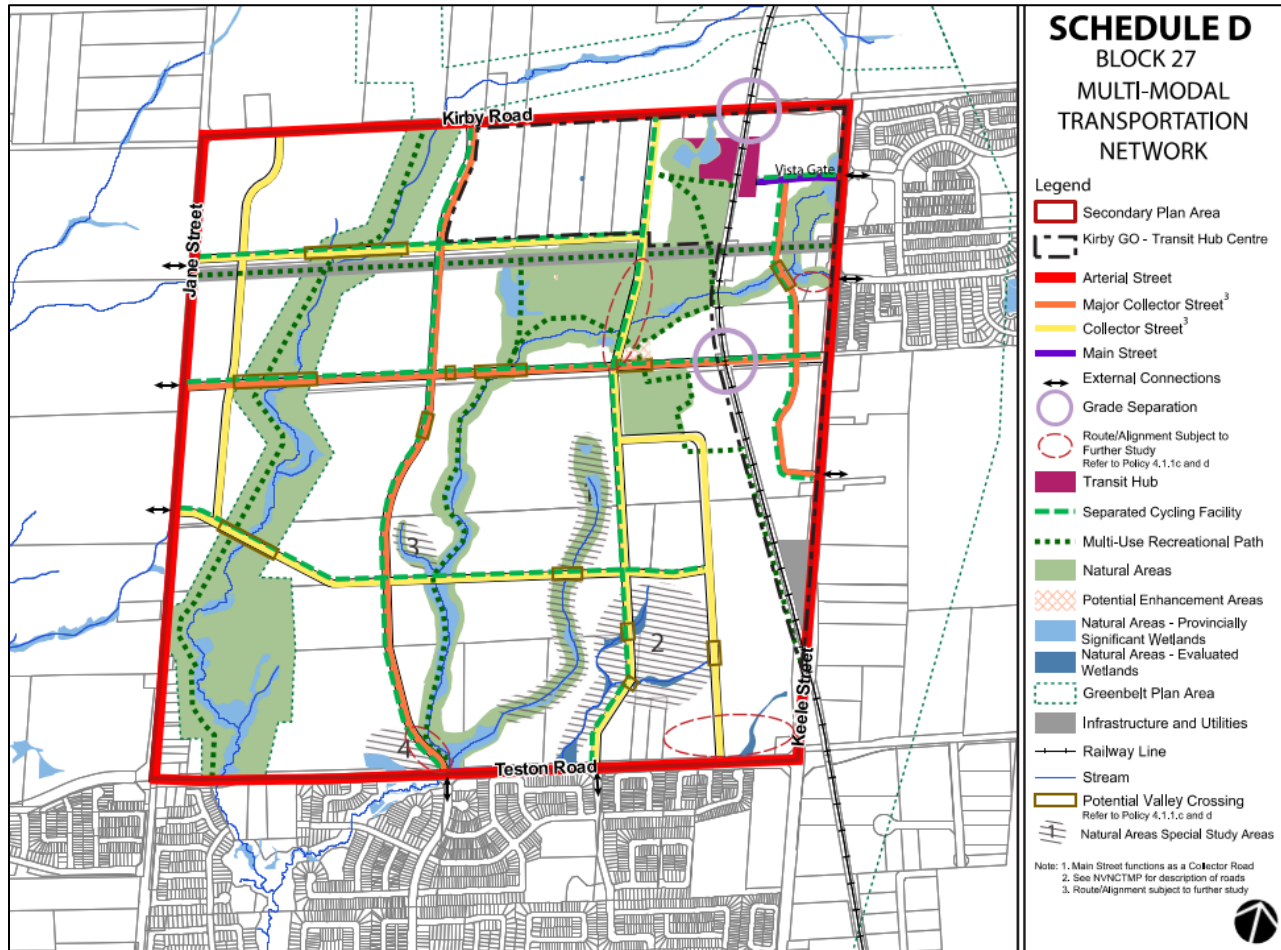 Kirby Road
Vista Gate
Jane Street
1
3
2
4
Keele Street
Teston Road
SCHEDULE D
BLOCK 27
MULTI-MODAL
TRANSPORTATION
NETWORK
Legend
Secondary Plan Area
Kirby GO - Transit Hub Centre
Arterial Street
Major Collector Street³
Collector Street³
Main Street
External Connections
Grade Separation
Route/Alignment Subject to
Further Study
Refer to Policy 4.1.1c and d
Transit Hub
Separated Cycling Facility
Multi-Use Recreational Path
Natural Areas
Potential Enhancement Areas
Natural Areas - Provincially
Significant Wetlands
Natural Areas - Evaluated
Wetlands
Greenbelt Plan Area
Infrastructure and Utilities
Railway Line
Stream
Potential Valley Crossing
Refer to Policy 4.1.1.c and d
1
Natural Areas Special Study Areas
Note: 1. Main Street functions as a Collector Road
2. See NVNCTMP for description of roads
3. Route/Alignment subject to further study